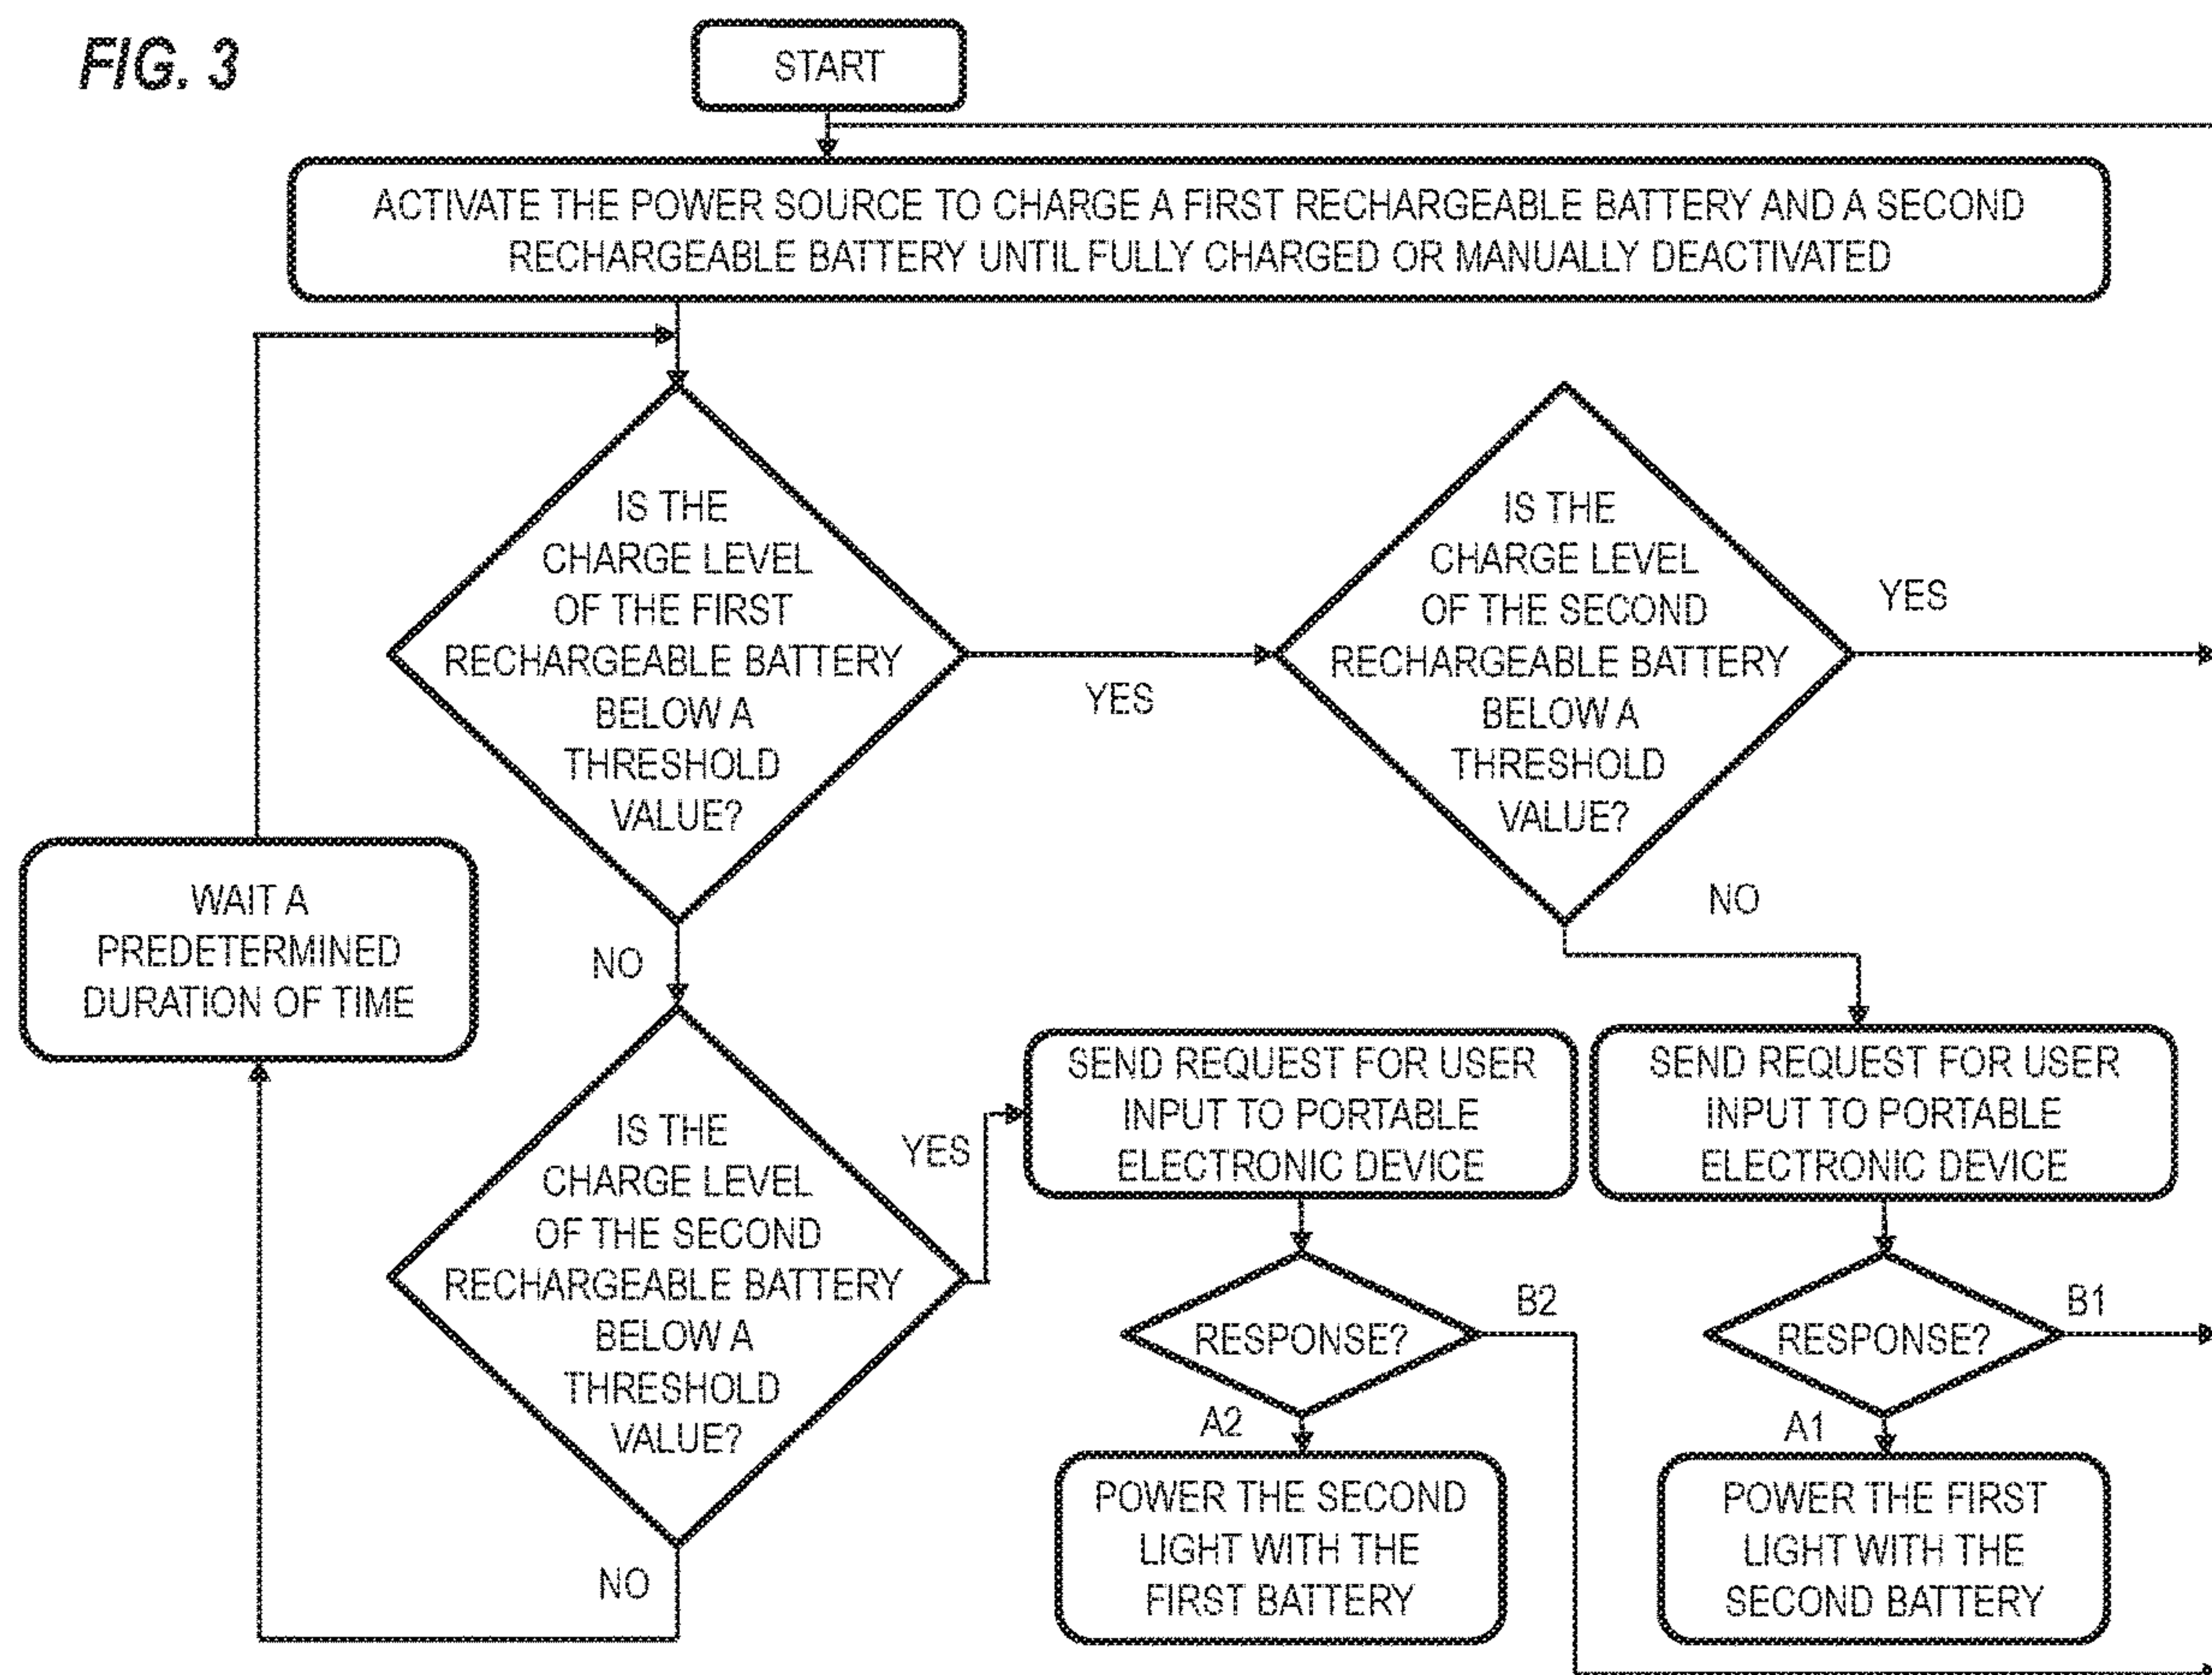 FIG. 3
START
ACTIVATE THE POWER SOURCE TO CHARGE A FIRST RECHARGEABLE BATTERY AND A SECOND
RECHARGEABLE BATTERY UNTIL FULLY CHARGED OR MANUALLY DEACTIVATED
IS THE
CHARGE LEVEL
OF THE FIRST
RECHARGEABLE BATTERY
BELOW A
THRESHOLD
VALUE?
YES
IS THE
CHARGE LEVEL
OF THE SECOND
RECHARGEABLE BATTERY
BELOW A
THRESHOLD
VALUE?
YES
NO
WAIT A
PREDETERMINED
DURATION OF TIME
NO
IS THE
CHARGE LEVEL
OF THE SECOND
RECHARGEABLE BATTERY
BELOW A
THRESHOLD
VALUE?
YES
NO
SEND REQUEST FOR USER
INPUT TO PORTABLE
ELECTRONIC DEVICE
RESPONSE?
B2
A2
POWER THE SECOND
LIGHT WITH THE
FIRST BATTERY
SEND REQUEST FOR USER
INPUT TO PORTABLE
ELECTRONIC DEVICE
RESPONSE?
B1
A1
POWER THE FIRST
LIGHT WITH THE
SECOND BATTERY